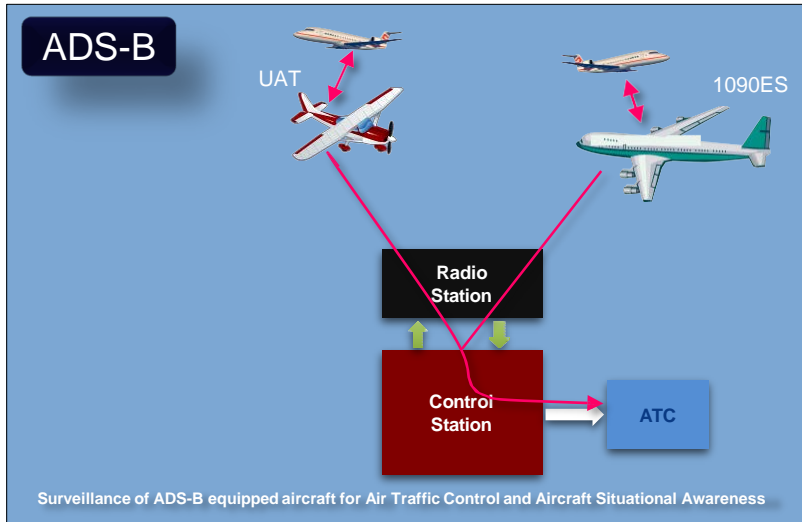 ADS-B
UAT
1090ES
Radio
Station
Control
Station
ATC
Surveillance of ADS-B equipped aircraft for Air Traffic Control and Aircraft Situational Awareness